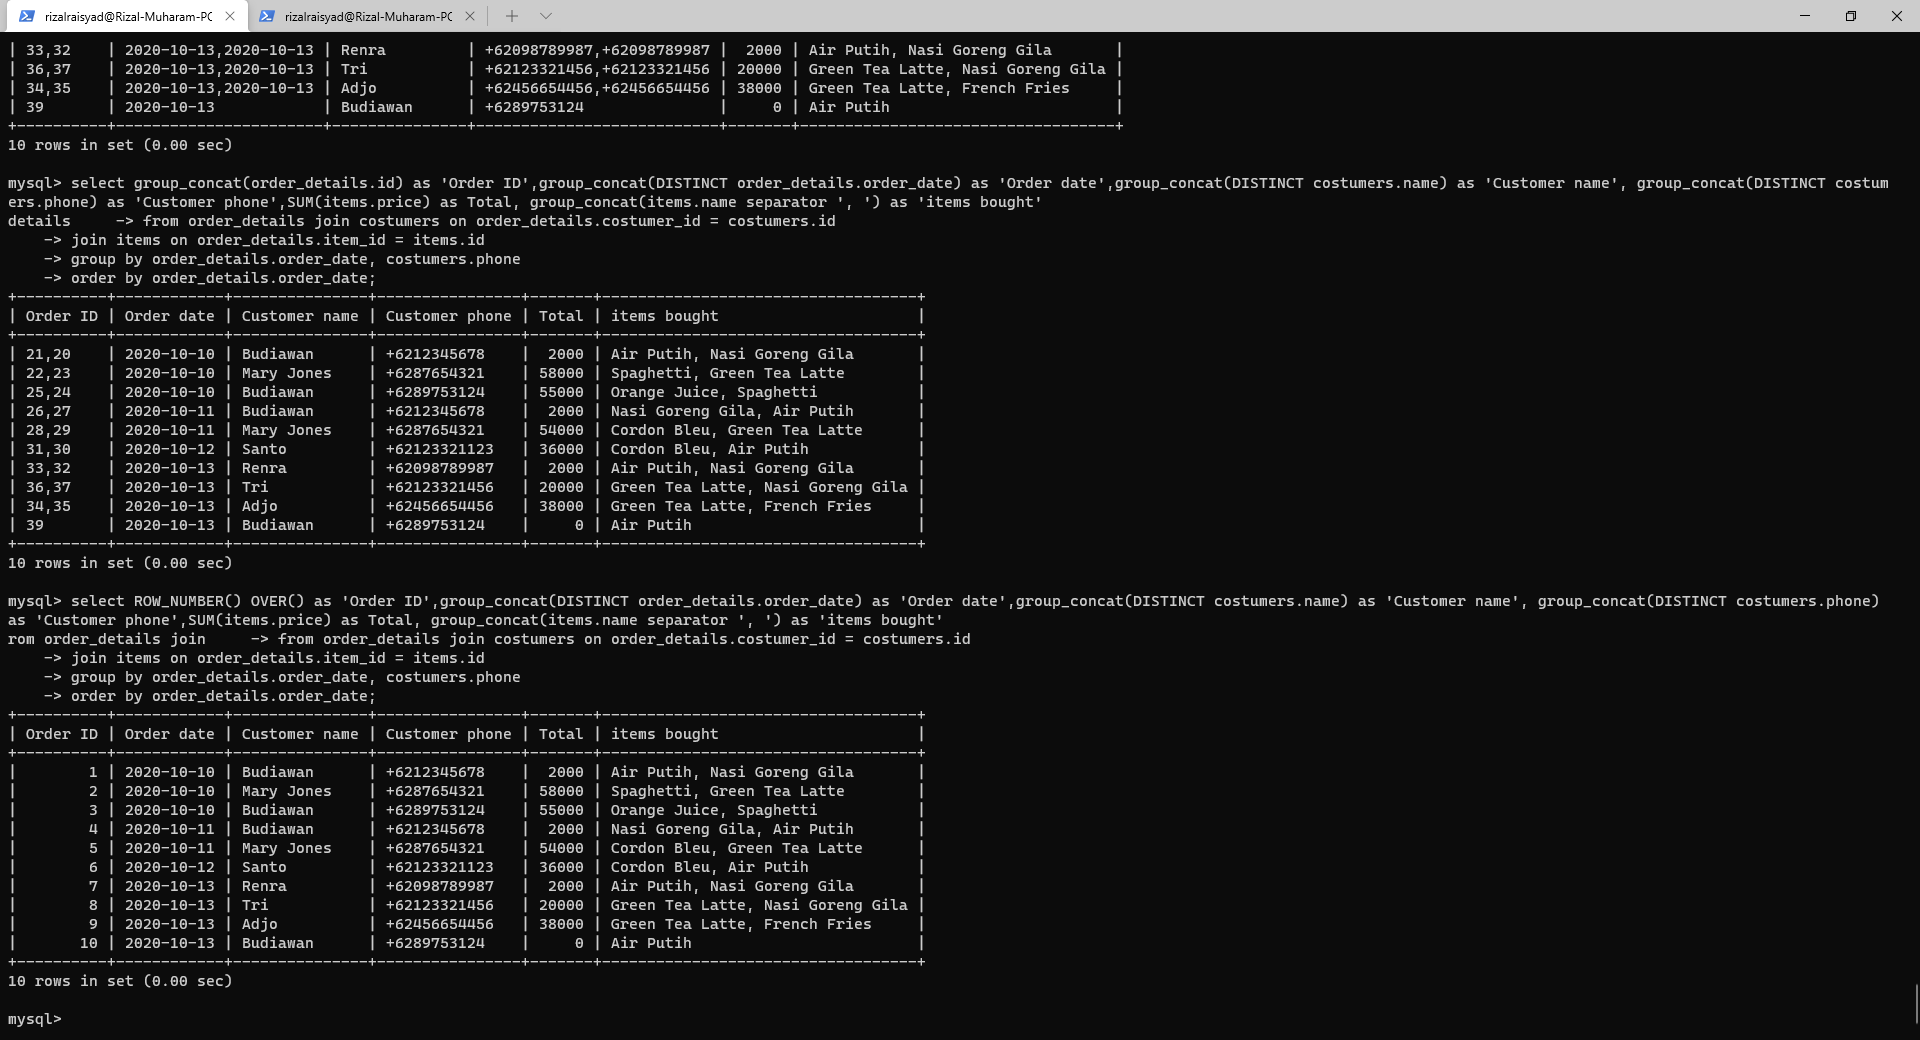 rizalraisyad@Rizal-Muharam-PC
rizalraisyad@Rizal-Muharam-PC
| 33,32    | 2020-10-13,2020-10-13 | Renra         | +62098789987,+62098789987 |  2000 | Air Putih, Nasi Goreng Gila       |
| 36,37    | 2020-10-13,2020-10-13 | Tri           | +62123321456,+62123321456 | 20000 | Green Tea Latte, Nasi Goreng Gila |
| 34,35    | 2020-10-13,2020-10-13 | Adjo          | +62456654456,+62456654456 | 38000 | Green Tea Latte, French Fries     |
| 39       | 2020-10-13            | Budiawan      | +6289753124               |     0 | Air Putih                         |
+----------+-----------------------+---------------+---------------------------+-------+-----------------------------------+
10 rows in set (0.00 sec)
mysql> select group_concat(order_details.id) as 'Order ID',group_concat(DISTINCT order_details.order_date) as 'Order date',group_concat(DISTINCT costumers.name) as 'Customer name', group_concat(DISTINCT costum
ers.phone) as 'Customer phone',SUM(items.price) as Total, group_concat(items.name separator ', ') as 'items bought'
details     -> from order_details join costumers on order_details.costumer_id = costumers.id
    -> join items on order_details.item_id = items.id
    -> group by order_details.order_date, costumers.phone
    -> order by order_details.order_date;
+----------+------------+---------------+----------------+-------+-----------------------------------+
| Order ID | Order date | Customer name | Customer phone | Total | items bought                      |
+----------+------------+---------------+----------------+-------+-----------------------------------+
| 21,20    | 2020-10-10 | Budiawan      | +6212345678    |  2000 | Air Putih, Nasi Goreng Gila       |
| 22,23    | 2020-10-10 | Mary Jones    | +6287654321    | 58000 | Spaghetti, Green Tea Latte        |
| 25,24    | 2020-10-10 | Budiawan      | +6289753124    | 55000 | Orange Juice, Spaghetti           |
| 26,27    | 2020-10-11 | Budiawan      | +6212345678    |  2000 | Nasi Goreng Gila, Air Putih       |
| 28,29    | 2020-10-11 | Mary Jones    | +6287654321    | 54000 | Cordon Bleu, Green Tea Latte      |
| 31,30    | 2020-10-12 | Santo         | +62123321123   | 36000 | Cordon Bleu, Air Putih            |
| 33,32    | 2020-10-13 | Renra         | +62098789987   |  2000 | Air Putih, Nasi Goreng Gila       |
| 36,37    | 2020-10-13 | Tri           | +62123321456   | 20000 | Green Tea Latte, Nasi Goreng Gila |
| 34,35    | 2020-10-13 | Adjo          | +62456654456   | 38000 | Green Tea Latte, French Fries     |
| 39       | 2020-10-13 | Budiawan      | +6289753124    |     0 | Air Putih                         |
+----------+------------+---------------+----------------+-------+-----------------------------------+
10 rows in set (0.00 sec)
mysql> select ROW_NUMBER() OVER() as 'Order ID',group_concat(DISTINCT order_details.order_date) as 'Order date',group_concat(DISTINCT costumers.name) as 'Customer name', group_concat(DISTINCT costumers.phone)
as 'Customer phone',SUM(items.price) as Total, group_concat(items.name separator ', ') as 'items bought'
rom order_details join     -> from order_details join costumers on order_details.costumer_id = costumers.id
    -> join items on order_details.item_id = items.id
    -> group by order_details.order_date, costumers.phone
    -> order by order_details.order_date;
+----------+------------+---------------+----------------+-------+-----------------------------------+
| Order ID | Order date | Customer name | Customer phone | Total | items bought                      |
+----------+------------+---------------+----------------+-------+-----------------------------------+
|        1 | 2020-10-10 | Budiawan      | +6212345678    |  2000 | Air Putih, Nasi Goreng Gila       |
|        2 | 2020-10-10 | Mary Jones    | +6287654321    | 58000 | Spaghetti, Green Tea Latte        |
|        3 | 2020-10-10 | Budiawan      | +6289753124    | 55000 | Orange Juice, Spaghetti           |
|        4 | 2020-10-11 | Budiawan      | +6212345678    |  2000 | Nasi Goreng Gila, Air Putih       |
|        5 | 2020-10-11 | Mary Jones    | +6287654321    | 54000 | Cordon Bleu, Green Tea Latte      |
|        6 | 2020-10-12 | Santo         | +62123321123   | 36000 | Cordon Bleu, Air Putih            |
|        7 | 2020-10-13 | Renra         | +62098789987   |  2000 | Air Putih, Nasi Goreng Gila       |
|        8 | 2020-10-13 | Tri           | +62123321456   | 20000 | Green Tea Latte, Nasi Goreng Gila |
|        9 | 2020-10-13 | Adjo          | +62456654456   | 38000 | Green Tea Latte, French Fries     |
|       10 | 2020-10-13 | Budiawan      | +6289753124    |     0 | Air Putih                         |
+----------+------------+---------------+----------------+-------+-----------------------------------+
10 rows in set (0.00 sec)
mysql>